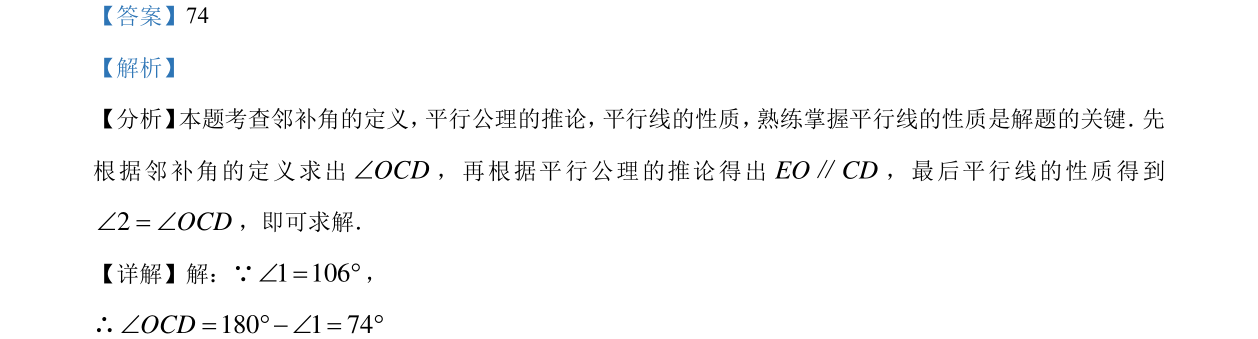 【答案】74
【解析】
【分析】本题考查邻补角的定义，平行公理的推论，平行线的性质，熟练掌握平行线的性质是解题的关键．先
根据邻补角的定义求出∠OCD，再根据平行公理的推论得出EO∥CD，最后平行线的性质得到
∠2=∠OCD，即可求解．
【详解】解：∵∠1=106°，
∴∠OCD=180°−∠1=74°